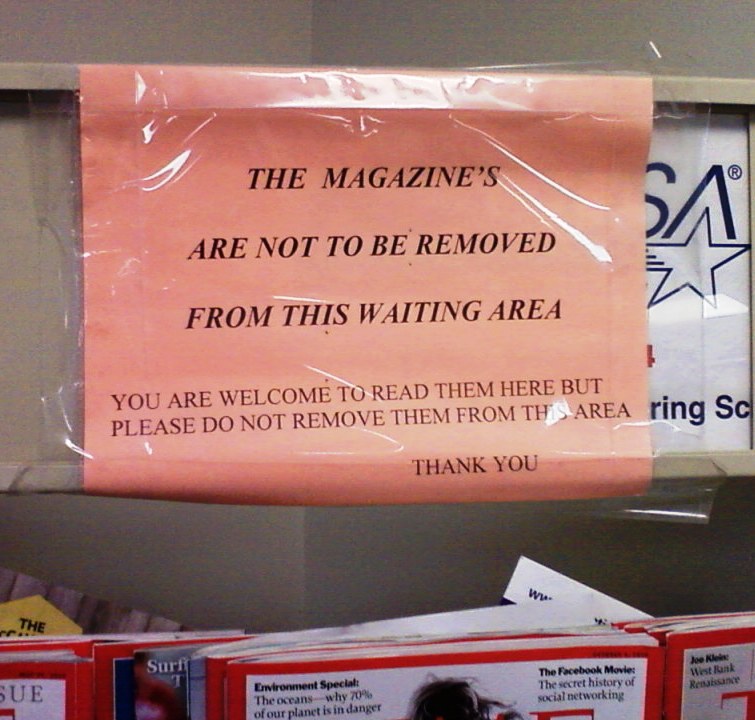 THE MAGAZINE'S
ARE NOT TO BE REMOVED
FROM THIS WAITING AREA
YOU ARE WELCOME TO READ THEM HERE BUT
PLEASE DO NOT REMOVE THEM FROM THIS AREA
THANK YOU
SA®
ring Sc
THE
SUE
Surfi
T
Environment Special:
The oceans—why 70%
of our planet is in danger
The Facebook Movie:
The secret history of
social networking
Joe Klein:
West Bank
Renaissance